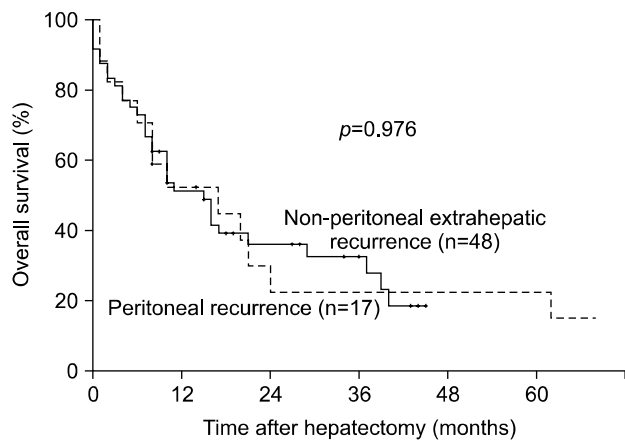 100
80
60
40
20
0
Overall survival (%)
p=0.976
Non-peritoneal extrahepatic
recurrence (n=48)
Peritoneal recurrence (n=17)
0 12 24 36 48 60
Time after hepatectomy (months)